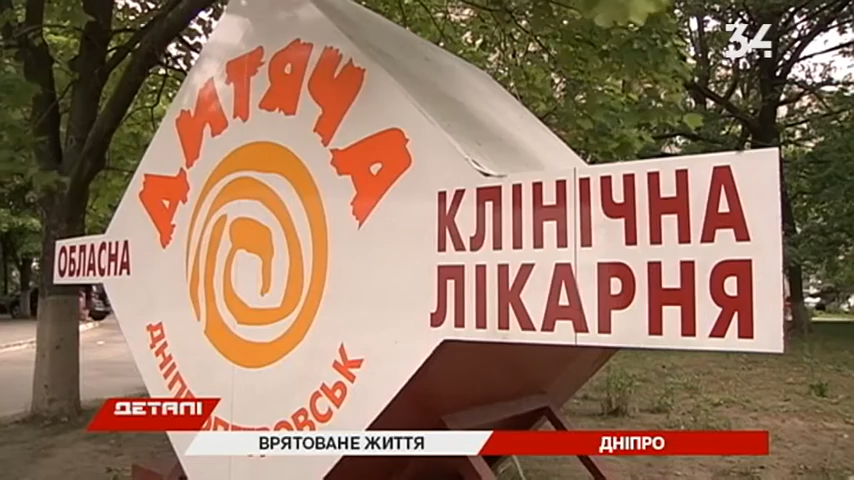 34
ДИТЯЧА
ОБЛАСНА
КЛІНІЧНА
ЛІКАРНЯ
ДЕТАЛІ
ВРЯТОВАНЕ ЖИТТЯ
ДНІПРО